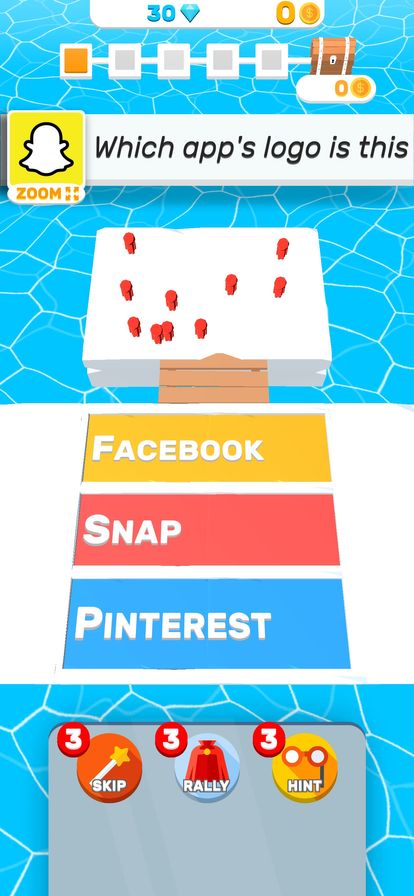 30 0
0
Which app's logo is this
ZOOM
FACEBOOK
SNAP
PINTEREST
3 3 3
SKIP RALLY HINT